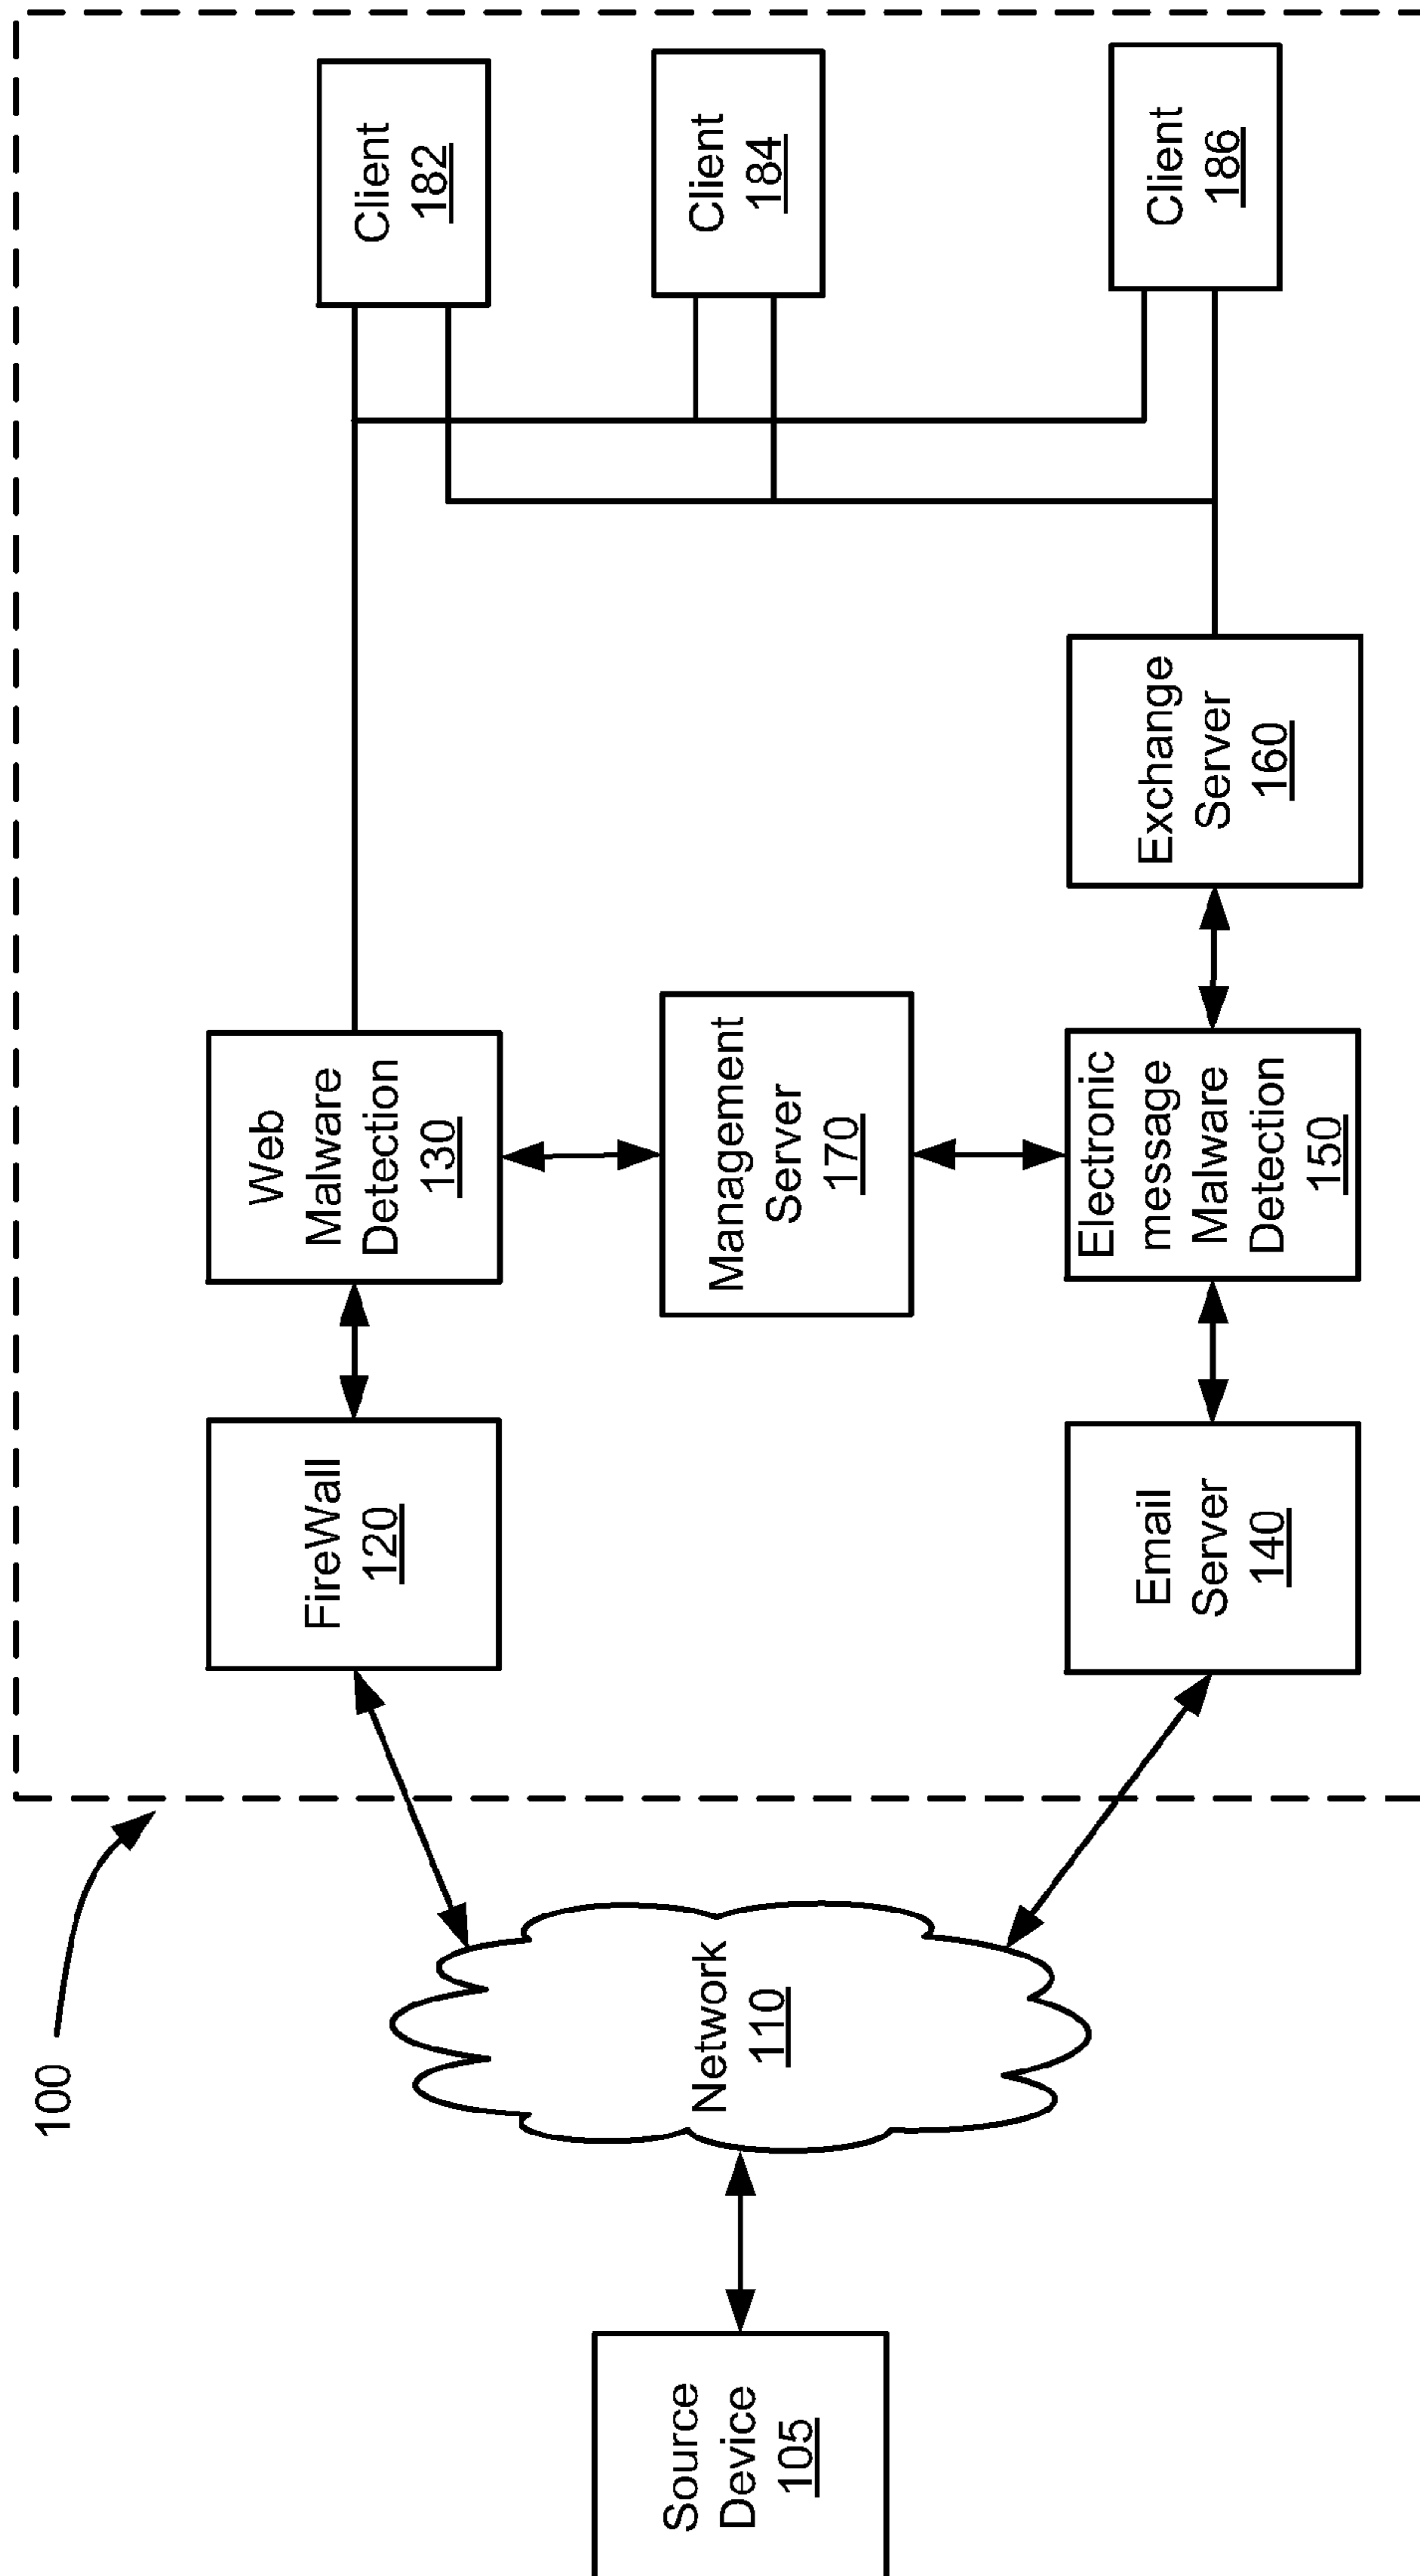 100
Source
Device
105
Network
110
FireWall
120
Web
Malware
Detection
130
Management
Server
170
Email
Server
140
Electronic
message
Malware
Detection
150
Exchange
Server
160
Client
182
Client
184
Client
186